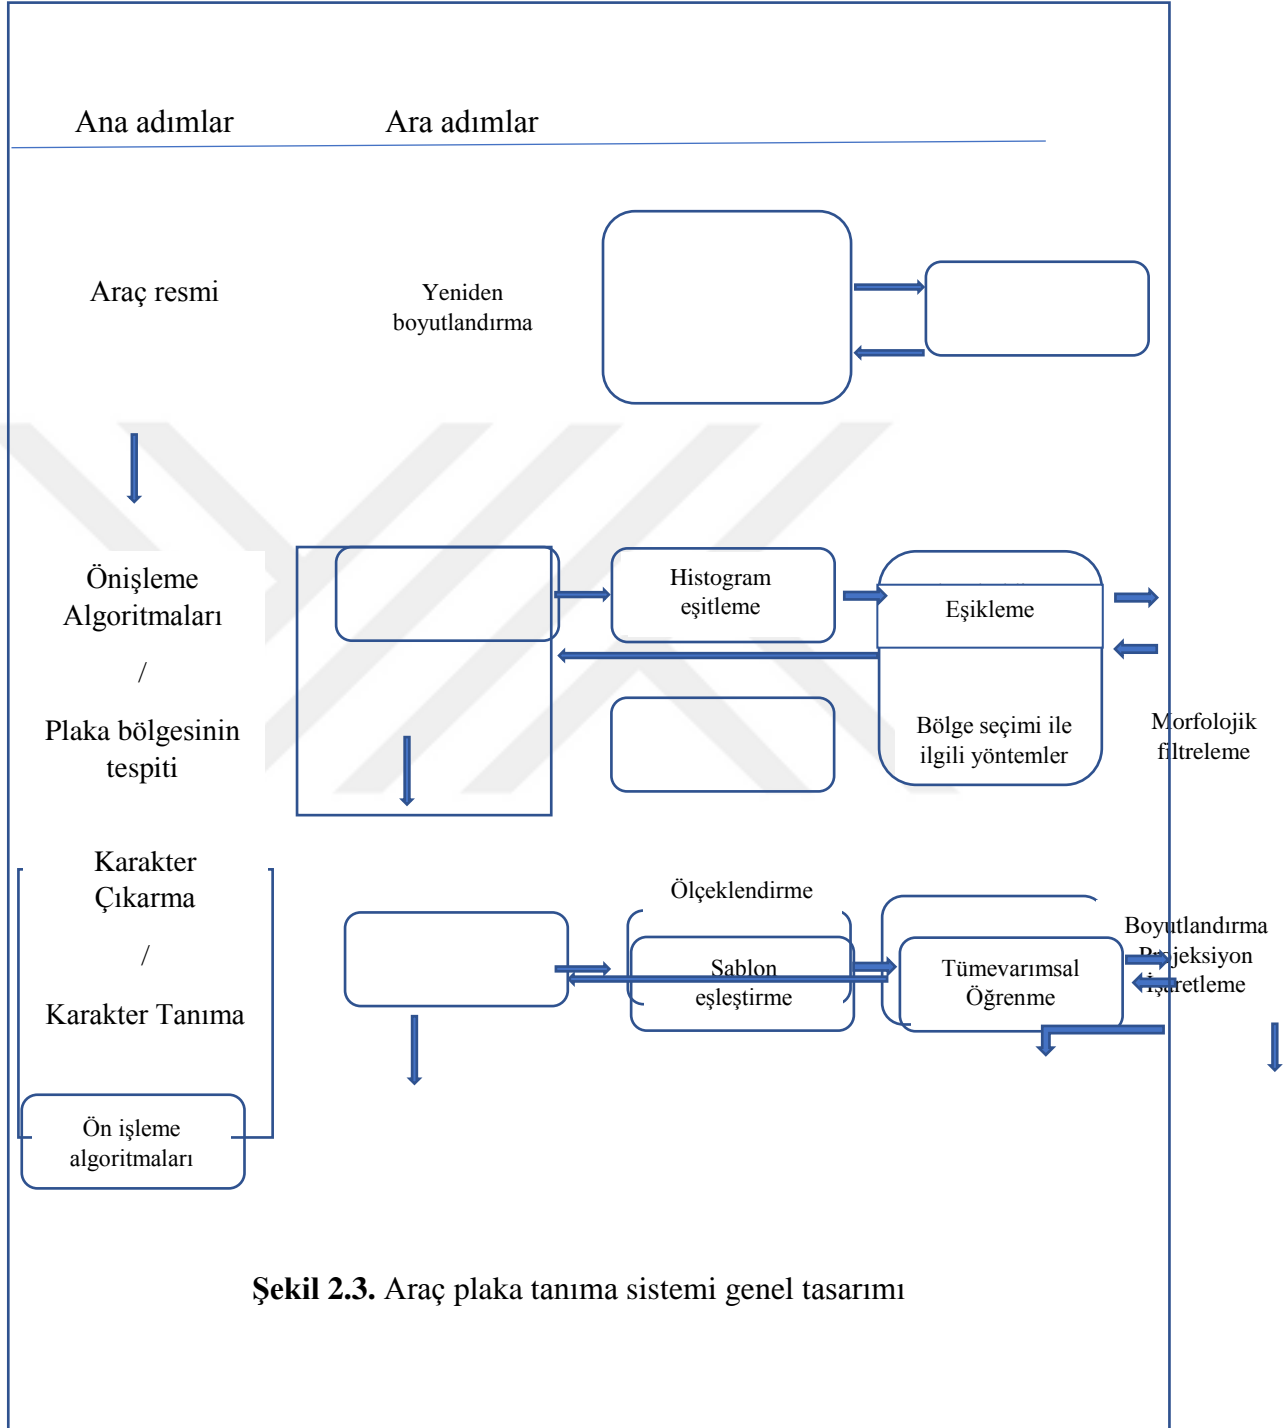 Ana adımlar Ara adımlar
Araç resmi
Yeniden
boyutlandırma
Önişleme
Algoritmaları
/
Plaka bölgesinin
tespiti
Histogram
eşitleme
Eşikleme
Bölge seçimi ile
ilgili yöntemler
Morfolojik
filtreleme
Karakter
Çıkarma
/
Karakter Tanıma
Ölçeklendirme
Sablon
eşleştirme
Tümevarımsal
Öğrenme
Boyutlandırma
Projeksiyon
İşaretleme
Ön işleme
algoritmaları
Şekil 2.3. Araç plaka tanıma sistemi genel tasarımı